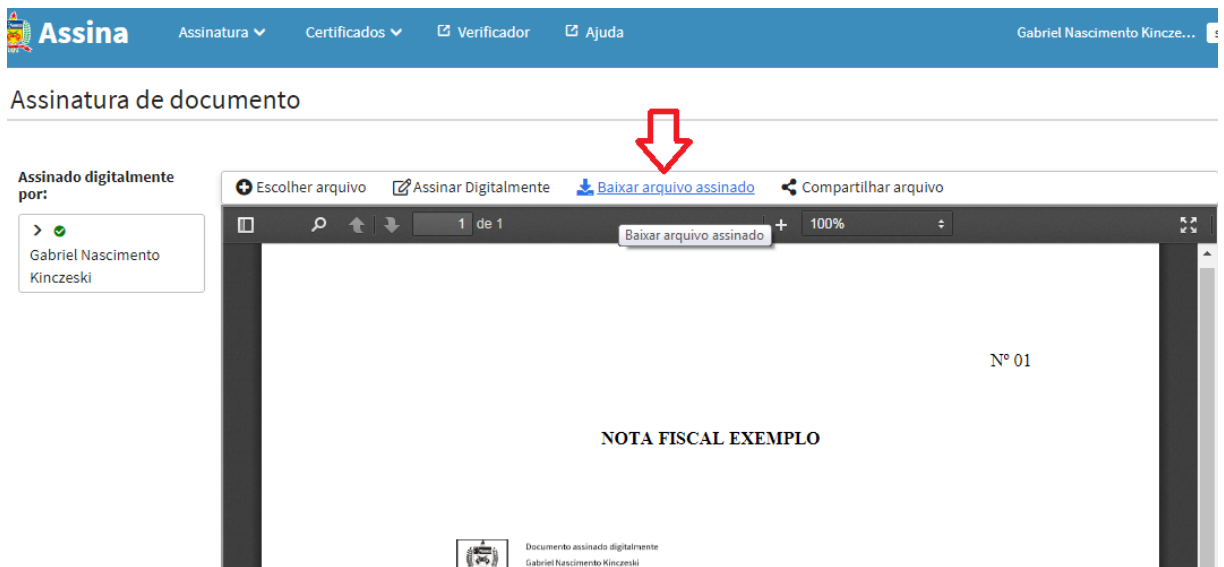 Assina
Assinatura
Certificados
Verificador
Ajuda
Gabriel Nascimento Kincze...
Assinatura de documento
Assinado digitalmente
por:
Gabriel Nascimento
Kinczeski
Escolher arquivo
Assinar Digitalmente
Baixar arquivo assinado
Compartilhar arquivo
1 de 1
100%
Baixar arquivo assinado
Nº 01
NOTA FISCAL EXEMPLO
Documento assinado digitalmente
Gabriel Nascimento Kinczeski